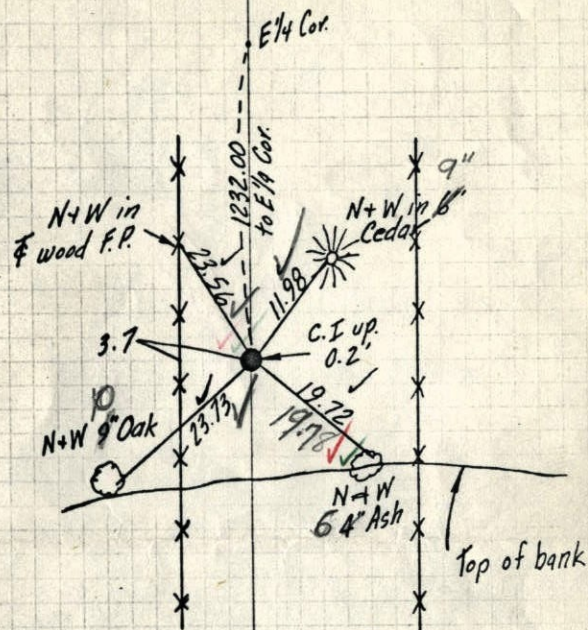 E¼ Cor.
1232.00
to E¼ Cor.
9"
N+W in 6"
Cedar
N+W in
℄ wood F.P.
23.56
11.98
C.I up.
0.2'
3.7
19.72
19.78
10
N+W 9" Oak
23.73
N+W
6 4" Ash
Top of bank